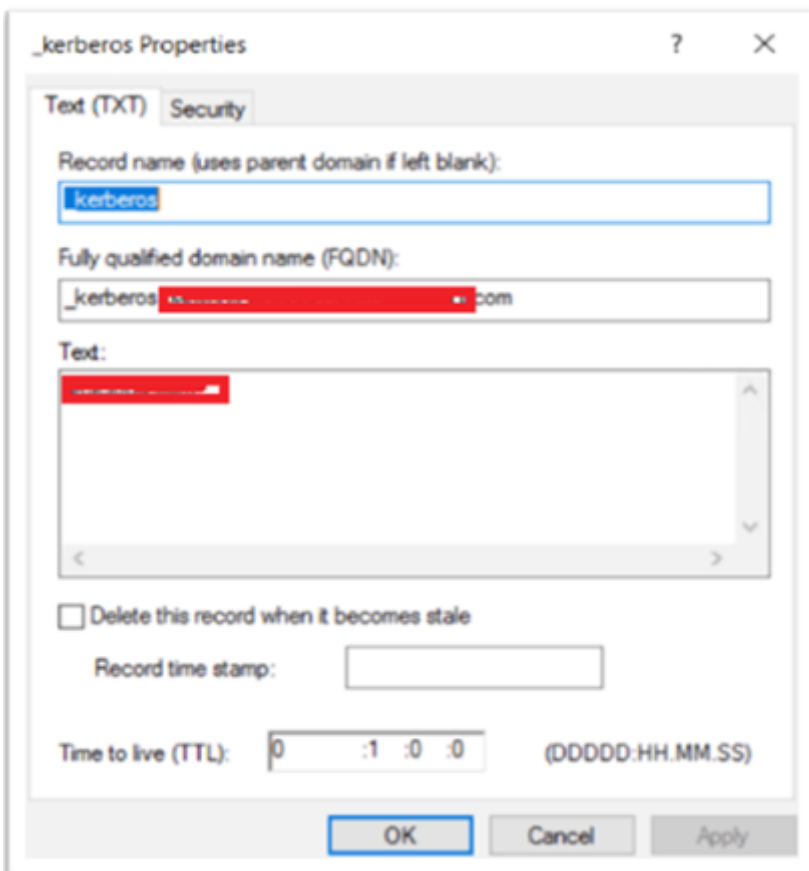 _kerberos Properties
?
Text (TXT) Security
Record name (uses parent domain if left blank):
_kerberos
Fully qualified domain name (FQDN):
_kerberos com
Text:
Delete this record when it becomes stale
Record time stamp:
Time to live (TTL): 0 :1 :0 :0 (DDDDD:HH.MM.SS)
OK Cancel Apply